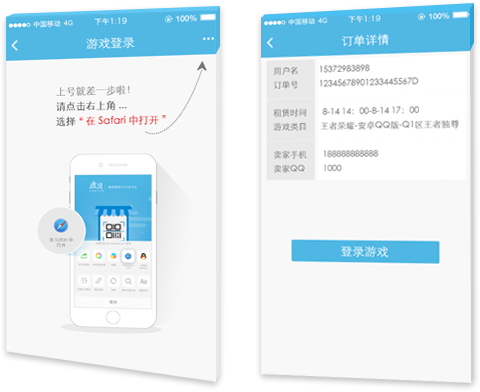 中国移动 4G 下午1:19 100%
游戏登录
上号就差一步啦！
请点击右上角 ...
选择“ 在 Safari 中打开 ”
在 Safari 中
打开
取消
中国移动 4G 下午1:19 100%
订单详情
用户名 15372983898
订单号 12345678901233445567D
租赁时间 8-14 14：00-8-14 17：00
游戏类目 王者荣耀-安卓QQ版-Q1区王者独尊
卖家手机 188888888888
卖家QQ 1000
登录游戏